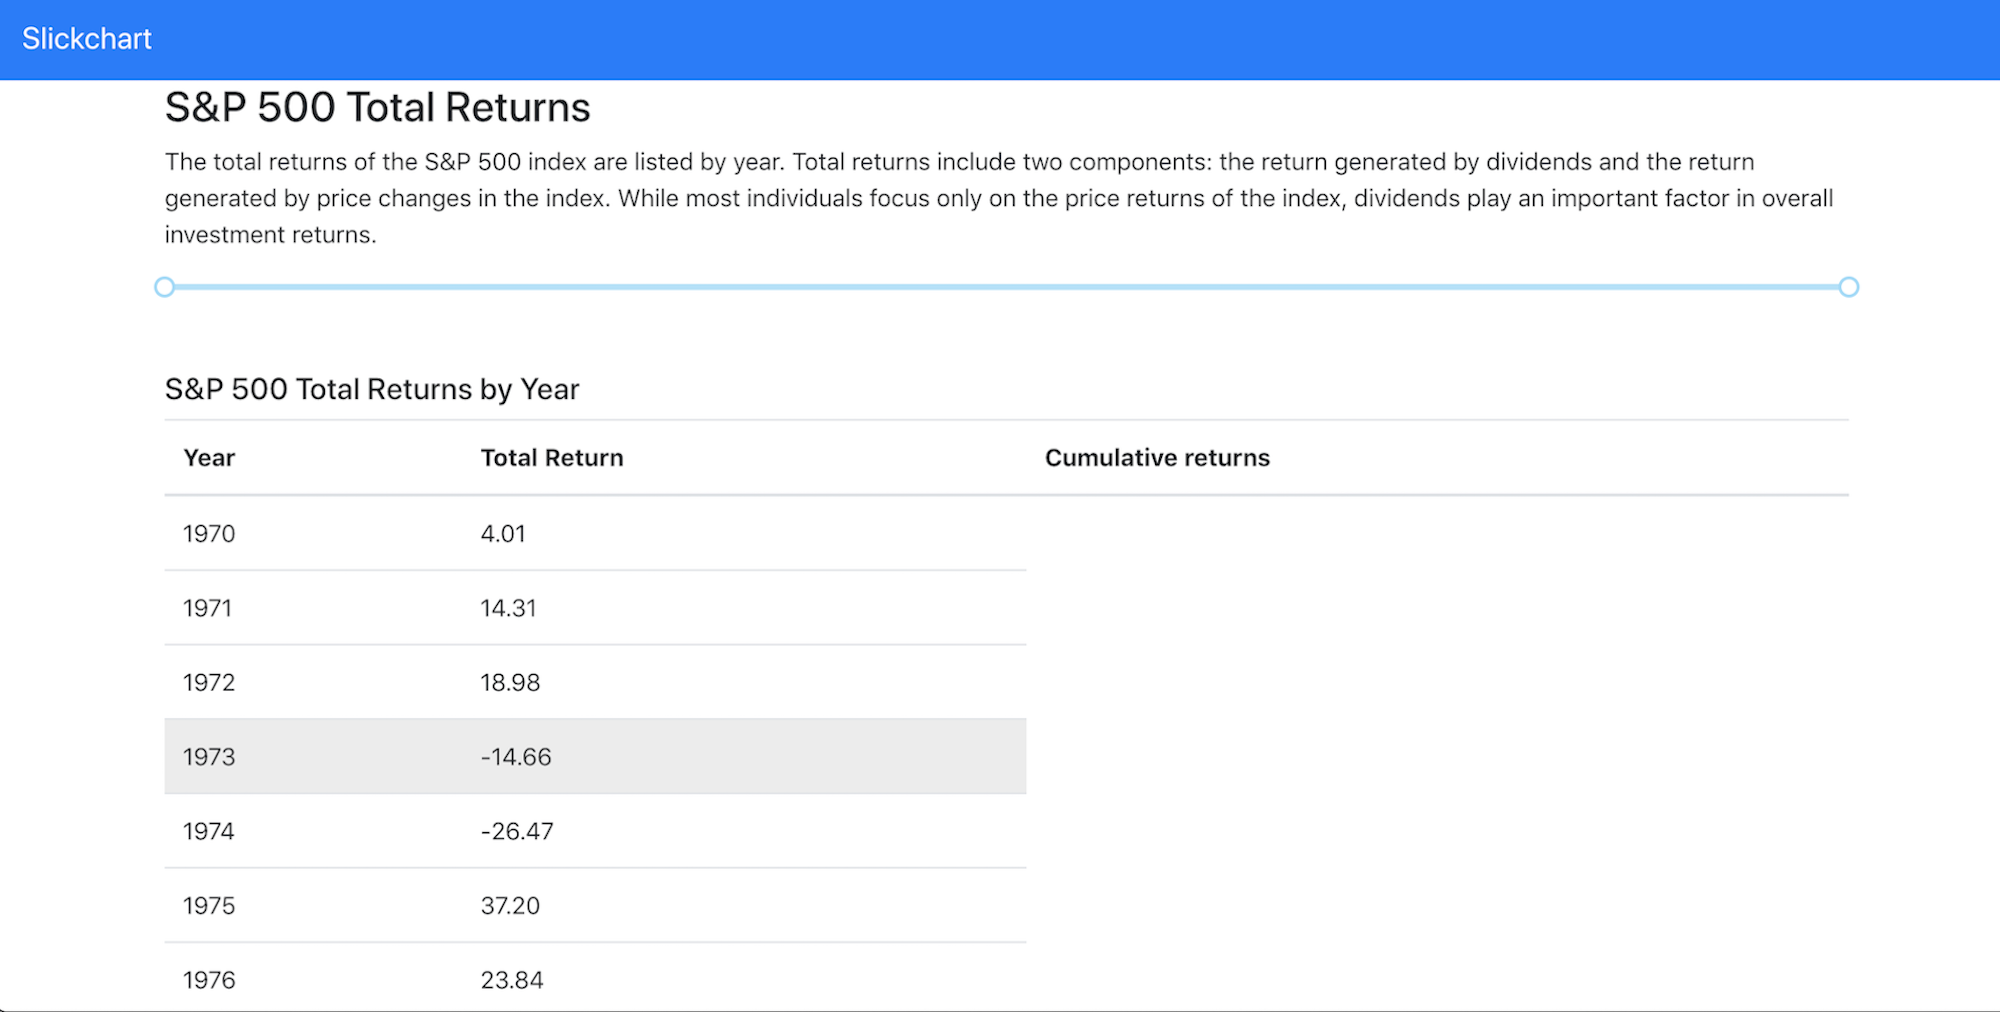 Slickchart
S&P 500 Total Returns
The total returns of the S&P 500 index are listed by year. Total returns include two components: the return generated by dividends and the return
generated by price changes in the index. While most individuals focus only on the price returns of the index, dividends play an important factor in overall
investment returns.
S&P 500 Total Returns by Year
Year Total Return Cumulative returns
1970 4.01
1971 14.31
1972 18.98
1973 -14.66
1974 -26.47
1975 37.20
1976 23.84